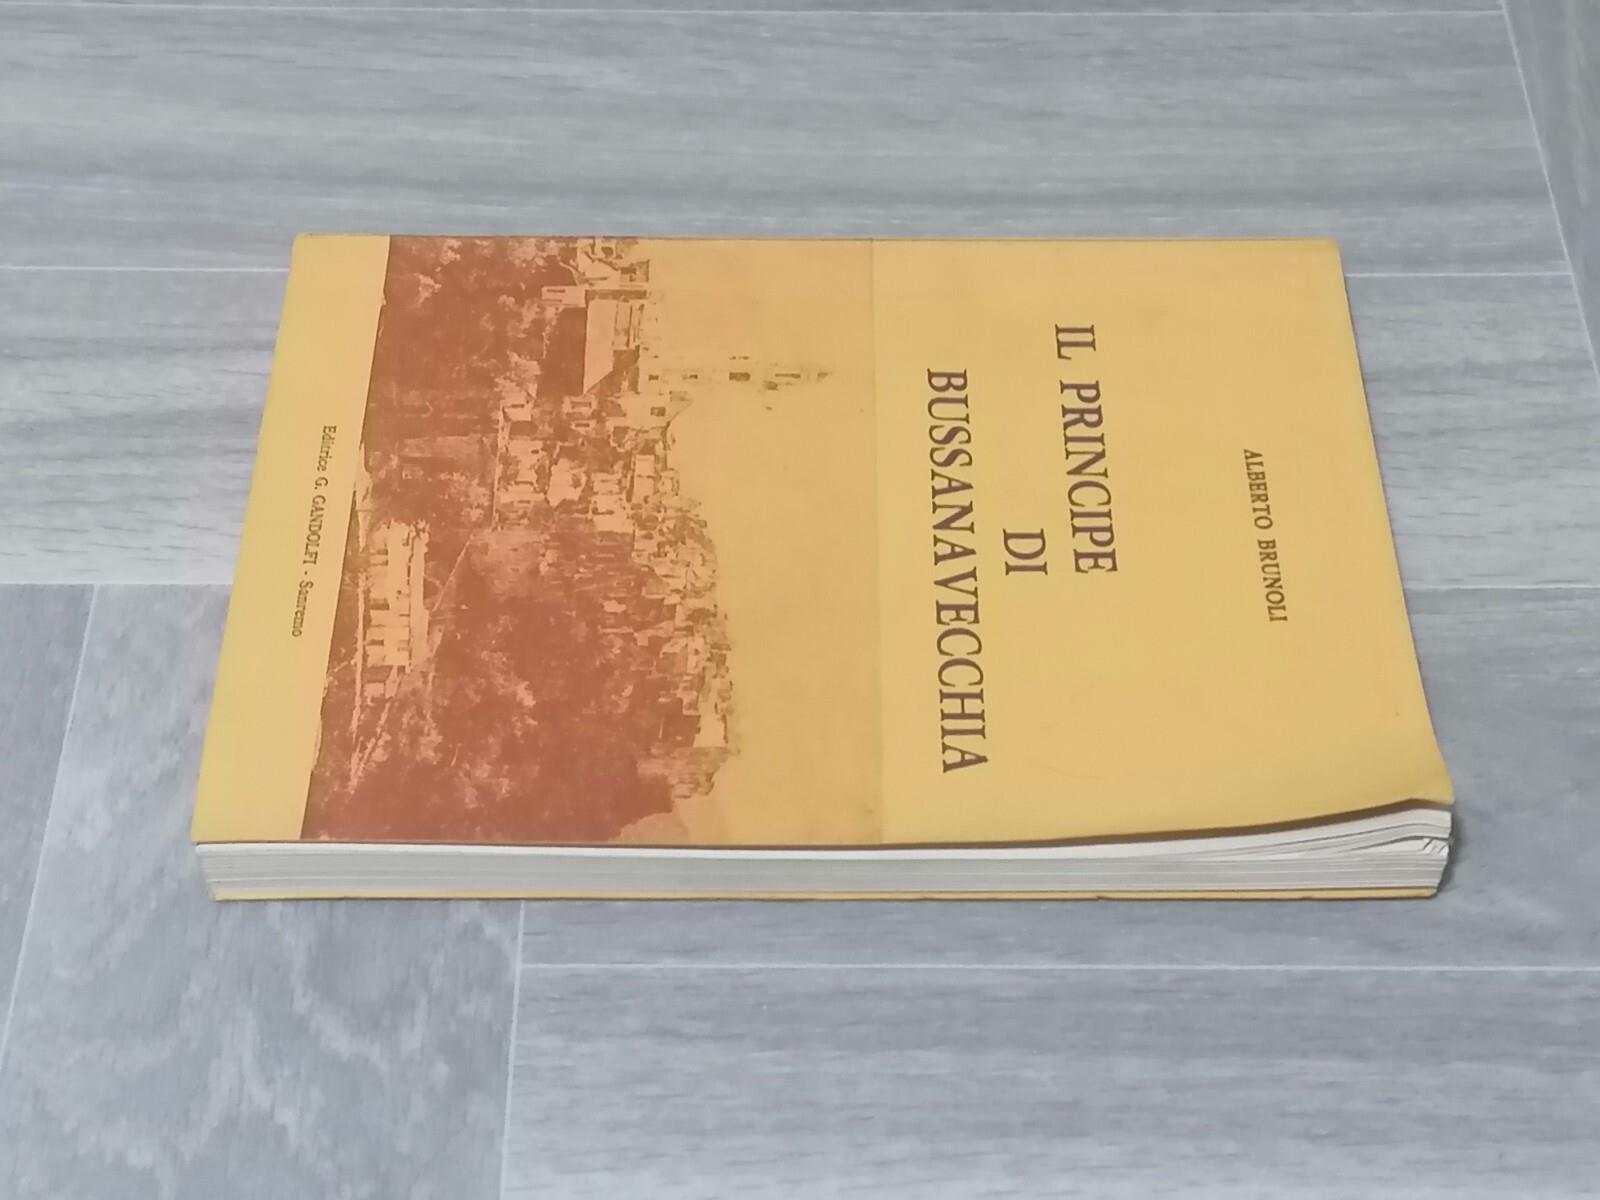 ALBERTO BRUNOLI
IL PRINCIPE
DI
BUSSANAVECCHIA
Editrice G. GANDOLFI - Sanremo